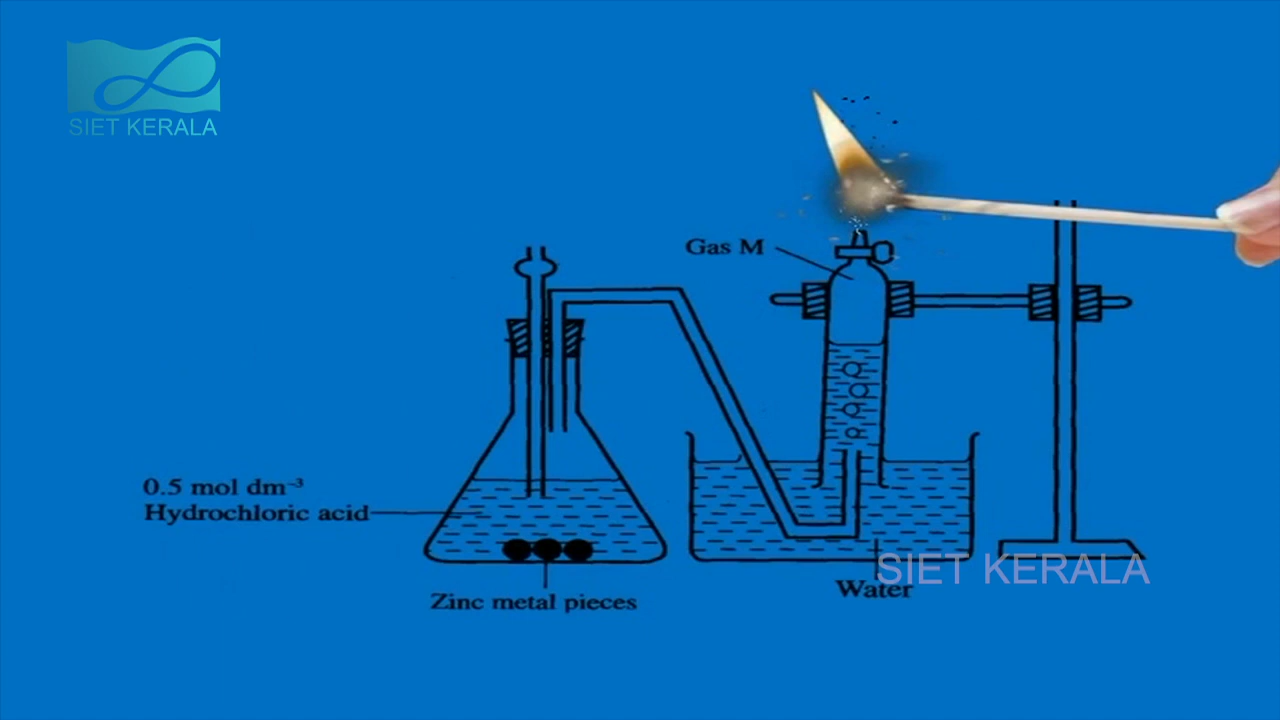 SIET KERALA
Gas M
0.5 mol dm⁻³
Hydrochloric acid
Zinc metal pieces
Water
SIET KERALA